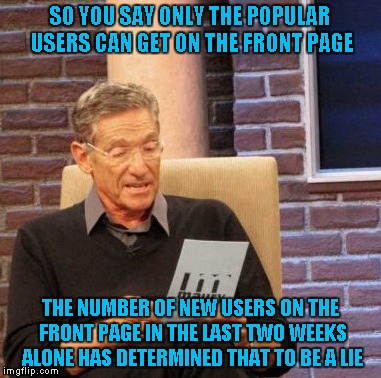 SO YOU SAY ONLY THE POPULAR
USERS CAN GET ON THE FRONT PAGE
THE NUMBER OF NEW USERS ON THE
FRONT PAGE IN THE LAST TWO WEEKS
ALONE HAS DETERMINED THAT TO BE A LIE
imgflip.com